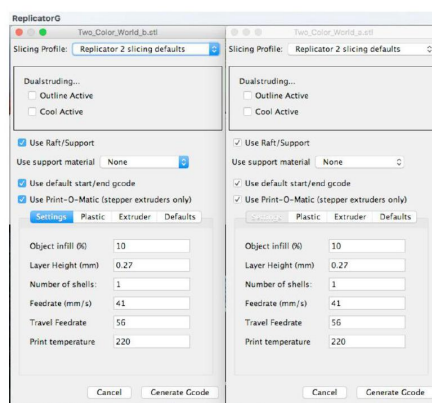 ReplicatorG
Two_Color_World_b.stl
Slicing Profile: Replicator 2 slicing defaults
Dualstruding...
Outline Active
Cool Active
Use Raft/Support
Use support material None
Use default start/end gcode
Use Print-O-Matic (stepper extruders only)
Settings Plastic Extruder Defaults
Object infill (%) 10
Layer Height (mm) 0.27
Number of shells: 1
Feedrate (mm/s) 41
Travel Feedrate 56
Print temperature 220
Cancel Generate Gcode
Two_Color_World_a.stl
Slicing Profile: Replicator 2 slicing defaults
Dualstruding...
Outline Active
Cool Active
Use Raft/Support
Use support material None
Use default start/end gcode
Use Print-O-Matic (stepper extruders only)
Settings Plastic Extruder Defaults
Object infill (%) 10
Layer Height (mm) 0.27
Number of shells: 1
Feedrate (mm/s) 41
Travel Feedrate 56
Print temperature 220
Cancel Generate Gcode